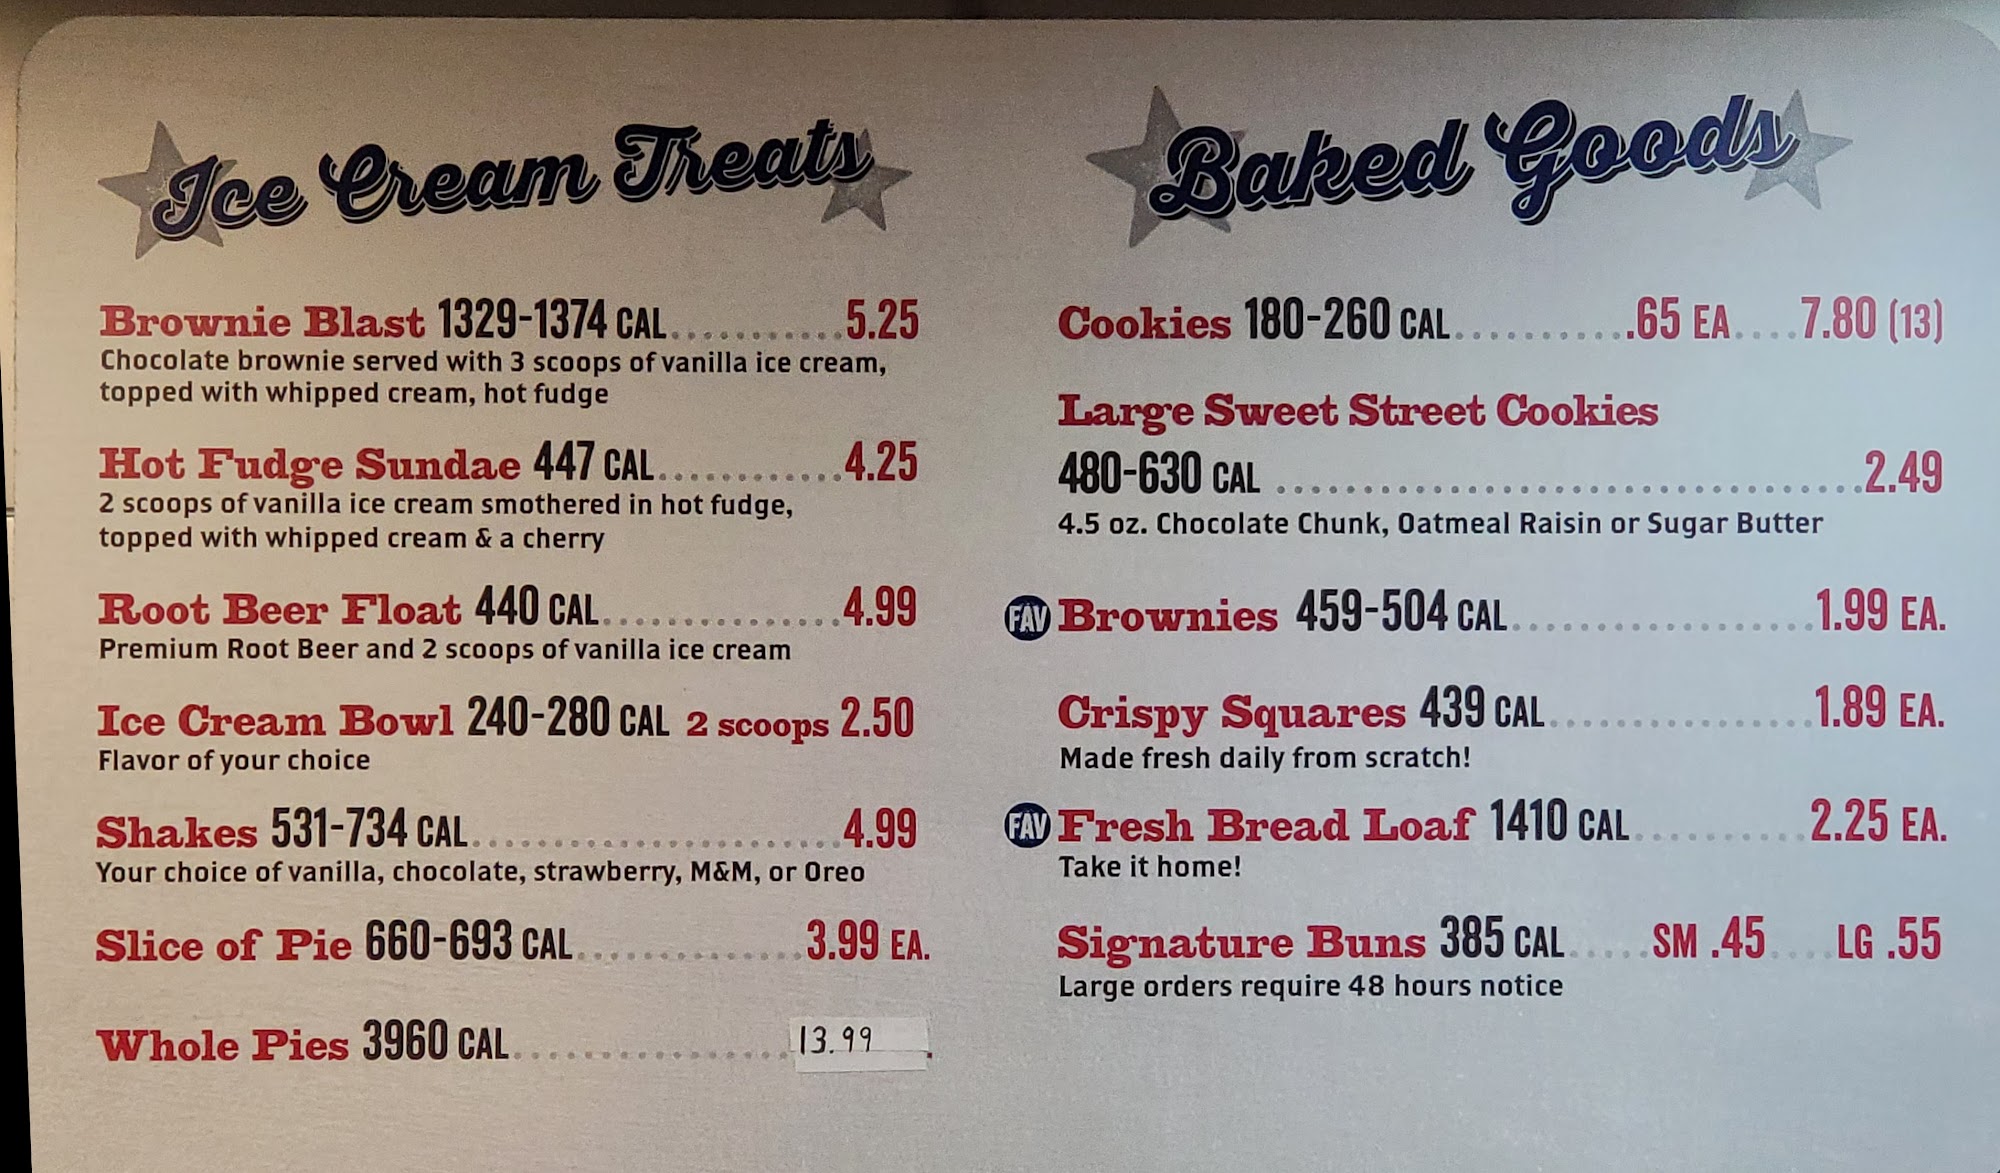 Ice Cream Treats
Brownie Blast 1329-1374 CAL...........5.25
Chocolate brownie served with 3 scoops of vanilla ice cream,
topped with whipped cream, hot fudge
Hot Fudge Sundae 447 CAL............4.25
2 scoops of vanilla ice cream smothered in hot fudge,
topped with whipped cream & a cherry
Root Beer Float 440 CAL...............4.99
Premium Root Beer and 2 scoops of vanilla ice cream
Ice Cream Bowl 240-280 CAL 2 scoops 2.50
Flavor of your choice
Shakes 531-734 CAL.......................4.99
Your choice of vanilla, chocolate, strawberry, M&M, or Oreo
Slice of Pie 660-693 CAL..............3.99 EA.
Whole Pies 3960 CAL.................13.99
Baked Goods
Cookies 180-260 CAL...........65 EA....7.80 (13)
Large Sweet Street Cookies
480-630 CAL ....................................2.49
4.5 oz. Chocolate Chunk, Oatmeal Raisin or Sugar Butter
FAV Brownies 459-504 CAL...................1.99 EA.
Crispy Squares 439 CAL.................1.89 EA.
Made fresh daily from scratch!
FAV Fresh Bread Loaf 1410 CAL...........2.25 EA.
Take it home!
Signature Buns 385 CAL.....SM .45....LG .55
Large orders require 48 hours notice